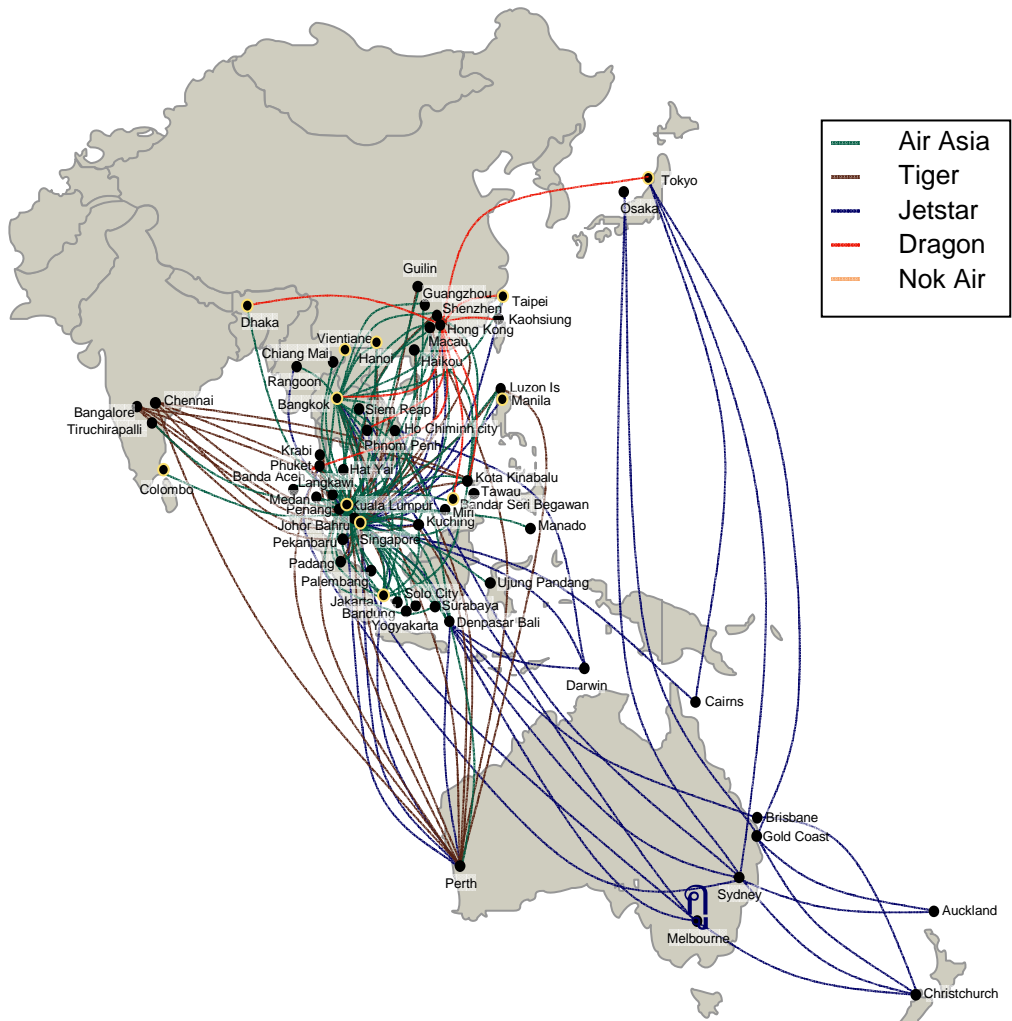 Air Asia
Tiger
Jetstar
Dragon
Nok Air
Tokyo
Osaka
Guilin
Guangzhou
Taipei
Shenzhen
Kaohsiung
Dhaka
Hong Kong
Vientiane
Macau
Chiang Mai
Hanoi
Haikou
Rangoon
Luzon Is
Chennai
Bangkok
Manila
Bangalore
Siem Reap
Tiruchirapalli
Ho Chiminh city
Phnom Penh
Krabi
Phuket
Hat Yai
Banda Aceh
Kota Kinabalu
Langkawi
Colombo
Tawau
Medan
Bandar Seri Begawan
Penang
Kuala Lumpur
Miri
Johor Bahru
Kuching
Manado
Singapore
Pekanbaru
Padang
Palembang
Ujung Pandang
Solo City
Jakarta
Surabaya
Bandung
Yogyakarta
Denpasar Bali
Darwin
Cairns
Brisbane
Gold Coast
Perth
Sydney
Auckland
Melbourne
Christchurch